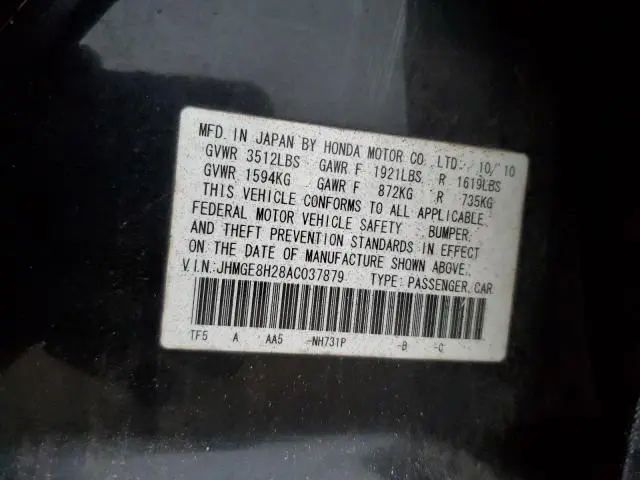 MFD. IN JAPAN BY HONDA MOTOR CO. LTD. 10/'10
GVWR 3512LBS GAWR F 1921LBS R 1619LBS
GVWR 1594KG GAWR F 872KG R 735KG
THIS VEHICLE CONFORMS TO ALL APPLICABLE
FEDERAL MOTOR VEHICLE SAFETY, BUMPER,
AND THEFT PREVENTION STANDARDS IN EFFECT
ON THE DATE OF MANUFACTURE SHOWN ABOVE.
V.I.N.: JHMGE8H28AC037879 TYPE: PASSENGER CAR
TF5 A AA5 -NH731P -B -C